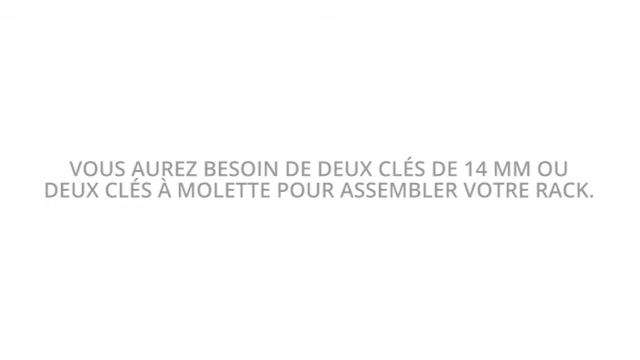 VOUS AUREZ BESOIN DE DEUX CLÉS DE 14 MM OU
DEUX CLÉS À MOLETTE POUR ASSEMBLER VOTRE RACK.